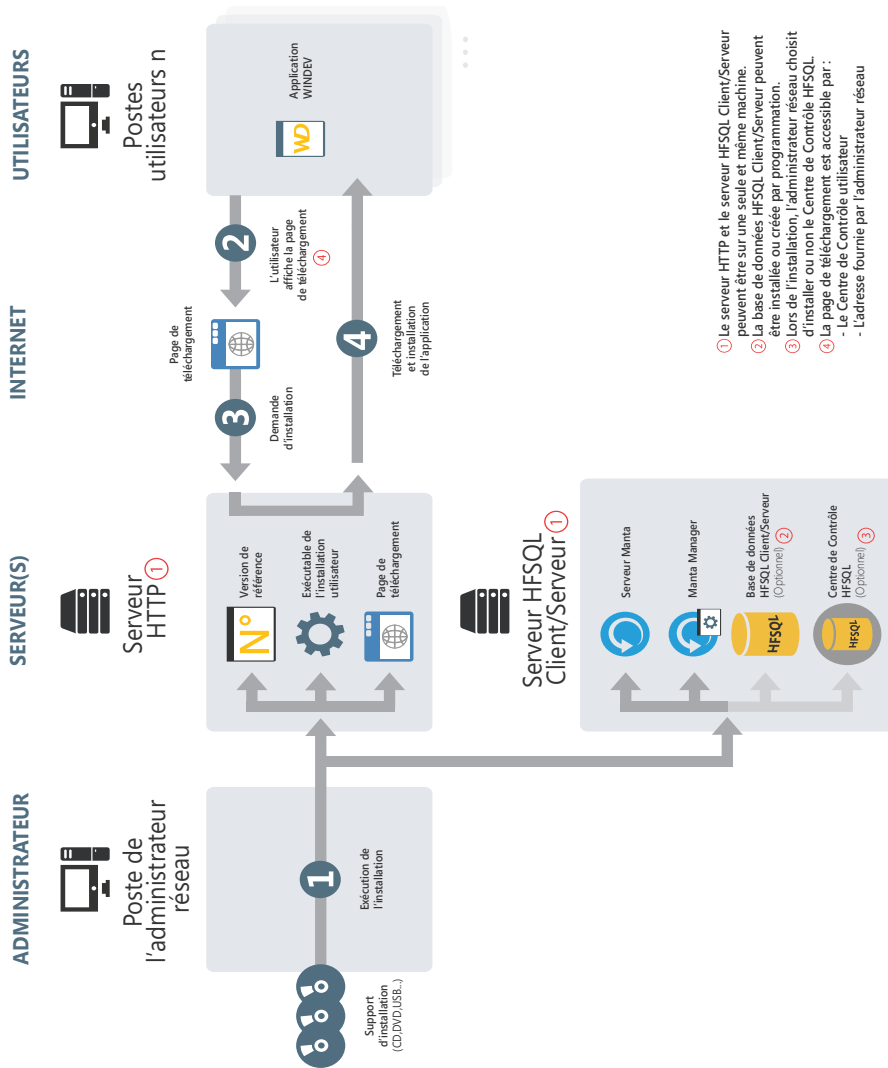 ADMINISTRATEUR
SERVEUR(S)
INTERNET
UTILISATEURS
Poste de
l'administrateur
réseau
Support
d'installation
(CD,DVD,USB...)
1
Exécution de
l'installation
Serveur
HTTP 1
N°
Version de
référence
Exécutable de
l'installation
utilisateur
Page de
téléchargement
3
Demande
d'installation
Page de
téléchargement
2
L'utilisateur
affiche la page
de téléchargement
4
4
Téléchargement
et installation
de l'application
Postes
utilisateurs n
WD
Application
WINDEV
...
Serveur HFSQL
Client/Serveur 1
Serveur Manta
Manta Manager
HFSQL
Base de données
HFSQL Client/Serveur
(Optionnel) 2
HFSQL
Centre de Contrôle
HFSQL
(Optionnel) 3
1 Le serveur HTTP et le serveur HFSQL Client/Serveur
peuvent être sur une seule et même machine.
2 La base de données HFSQL Client/Serveur peuvent
être installée ou créée par programmation.
3 Lors de l'installation, l'administrateur réseau choisit
d'installer ou non le Centre de Contrôle HFSQL.
4 La page de téléchargement est accessible par :
- Le Centre de Contrôle utilisateur
- L'adresse fournie par l'administrateur réseau